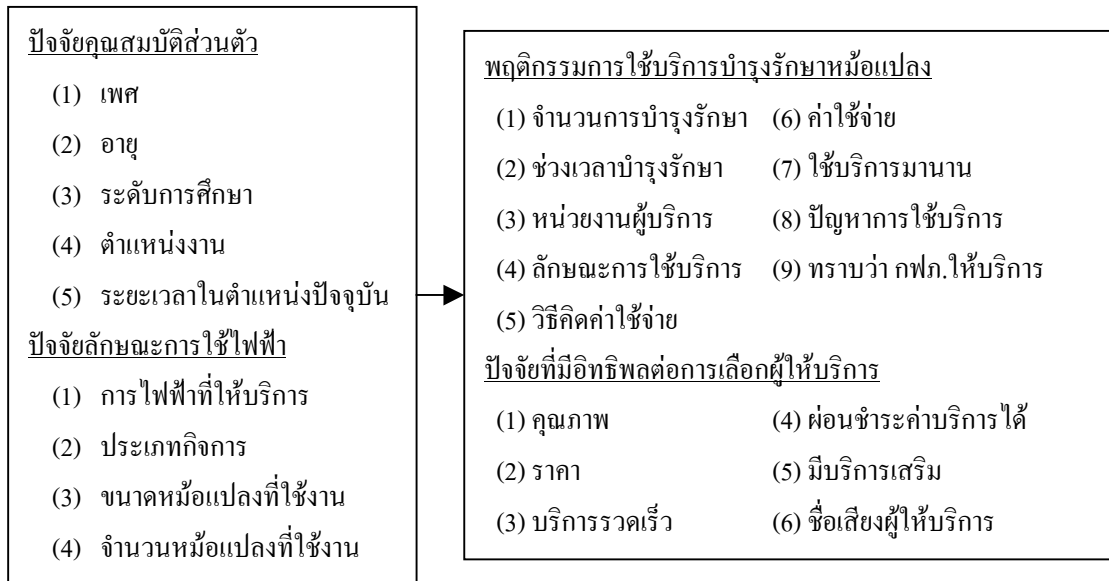 ปัจจัยคุณสมบัติส่วนตัว
(1) เพศ
(2) อายุ
(3) ระดับการศึกษา
(4) ตำแหน่งงาน
(5) ระยะเวลาในตำแหน่งปัจจุบัน
ปัจจัยลักษณะการใช้ไฟฟ้า
(1) การไฟฟ้าที่ให้บริการ
(2) ประเภทกิจการ
(3) ขนาดหม้อแปลงที่ใช้งาน
(4) จำนวนหม้อแปลงที่ใช้งาน
พฤติกรรมการใช้บริการบำรุงรักษาหม้อแปลง
(1) จำนวนการบำรุงรักษา (6) ค่าใช้จ่าย
(2) ช่วงเวลาบำรุงรักษา (7) ใช้บริการมานาน
(3) หน่วยงานผู้บริการ (8) ปัญหาการใช้บริการ
(4) ลักษณะการใช้บริการ (9) ทราบว่า กฟภ.ให้บริการ
(5) วิธีคิดค่าใช้จ่าย
ปัจจัยที่มีอิทธิพลต่อการเลือกผู้ให้บริการ
(1) คุณภาพ (4) ผ่อนชำระค่าบริการได้
(2) ราคา (5) มีบริการเสริม
(3) บริการรวดเร็ว (6) ชื่อเสียงผู้ให้บริการ